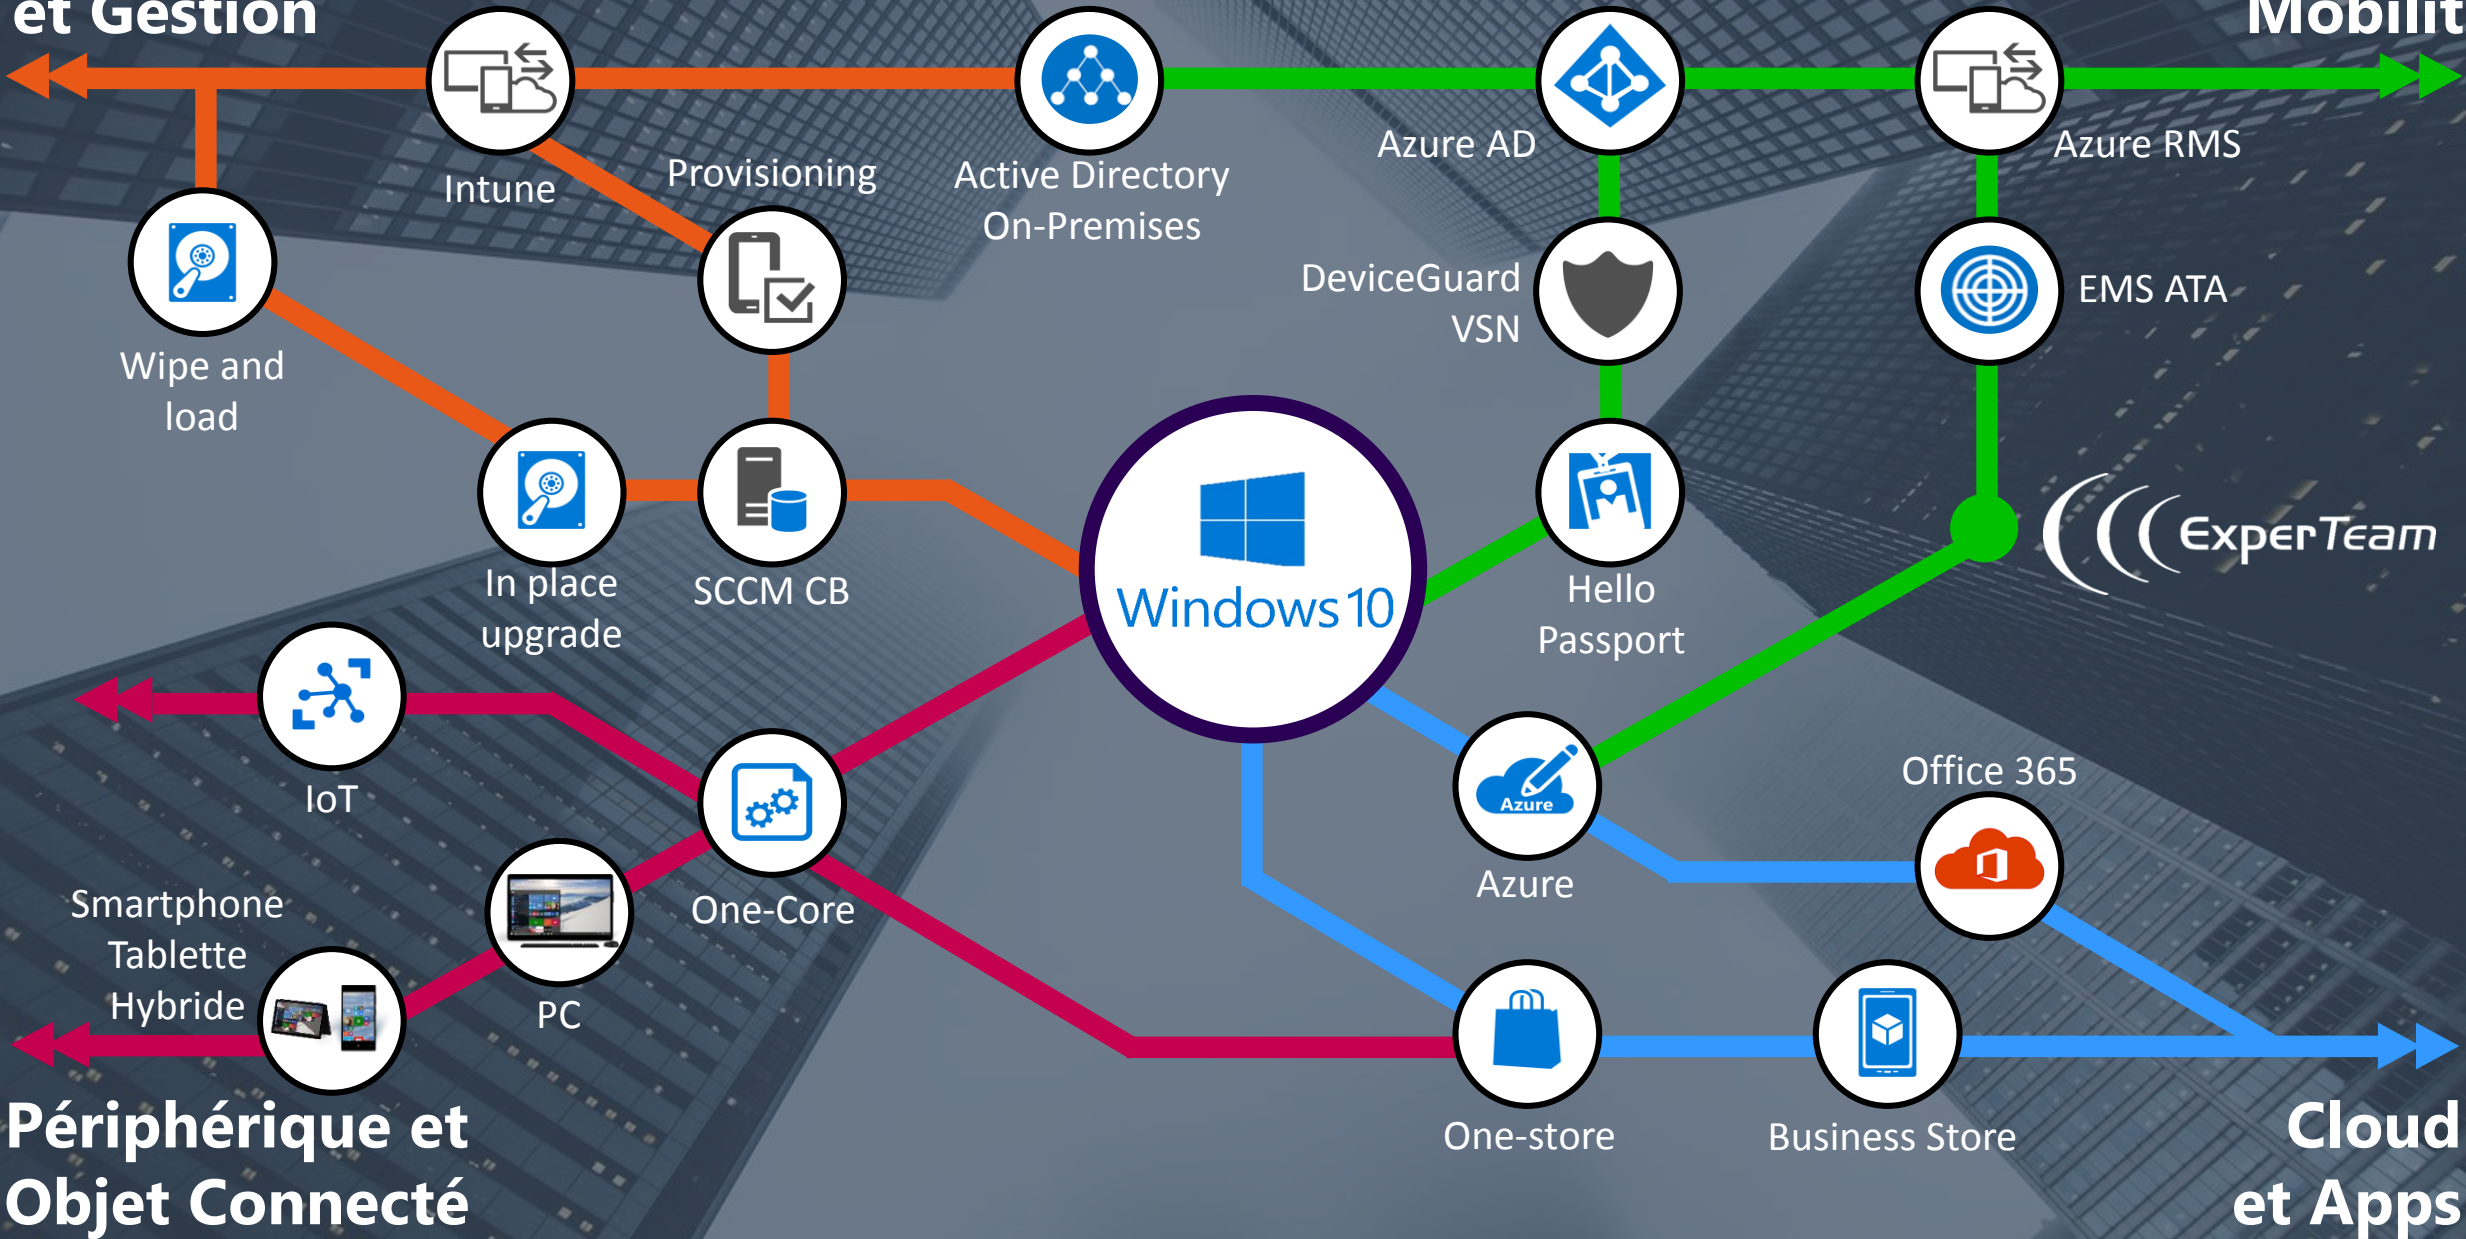 et Gestion
Mobilit
Intune
Provisioning
Active Directory
On-Premises
Azure AD
Azure RMS
Wipe and
load
DeviceGuard
VSN
EMS ATA
In place
upgrade
SCCM CB
Windows 10
Hello
Passport
ExperTeam
IoT
One-Core
Azure
Azure
Office 365
Smartphone
Tablette
Hybride
PC
One-store
Business Store
Périphérique et
Objet Connecté
Cloud
et Apps